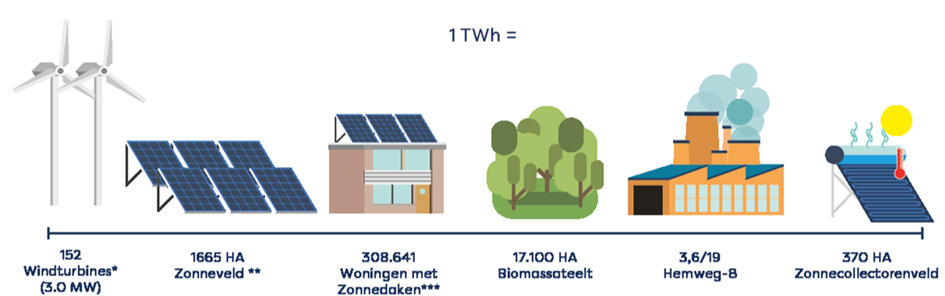 1 TWh =
152
Windturbines*
(3.0 MW)
1665 HA
Zonneveld **
308.641
Woningen met
Zonnedaken***
17.100 HA
Biomassateelt
3,6/19
Hemweg-8
370 HA
Zonnecollectorenveld